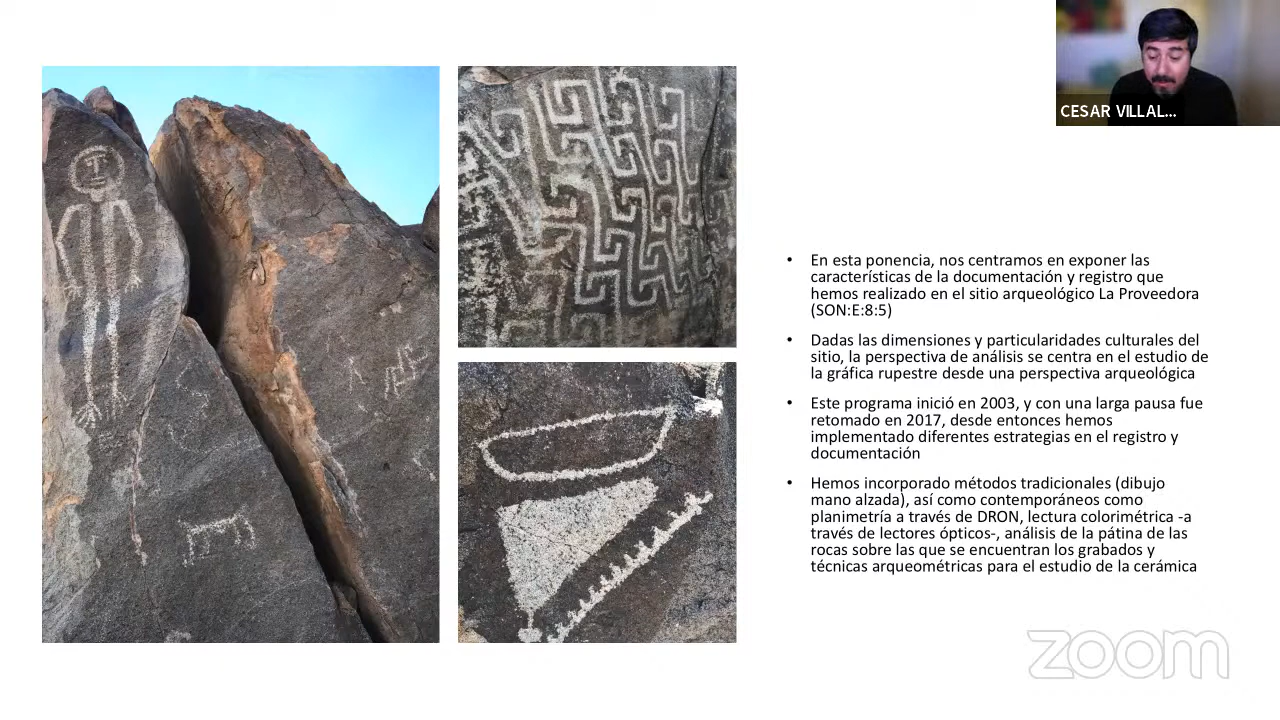 CESAR VILLAL...
• En esta ponencia, nos centramos en exponer las
características de la documentación y registro que
hemos realizado en el sitio arqueológico La Proveedora
(SON:E:8:5)
• Dadas las dimensiones y particularidades culturales del
sitio, la perspectiva de análisis se centra en el estudio de
la gráfica rupestre desde una perspectiva arqueológica
• Este programa inició en 2003, y con una larga pausa fue
retomado en 2017, desde entonces hemos
implementado diferentes estrategias en el registro y
documentación
• Hemos incorporado métodos tradicionales (dibujo
mano alzada), así como contemporáneos como
planimetría a través de DRON, lectura colorimétrica -a
través de lectores ópticos-, análisis de la pátina de las
rocas sobre las que se encuentran los grabados y
técnicas arqueométricas para el estudio de la cerámica
zoom